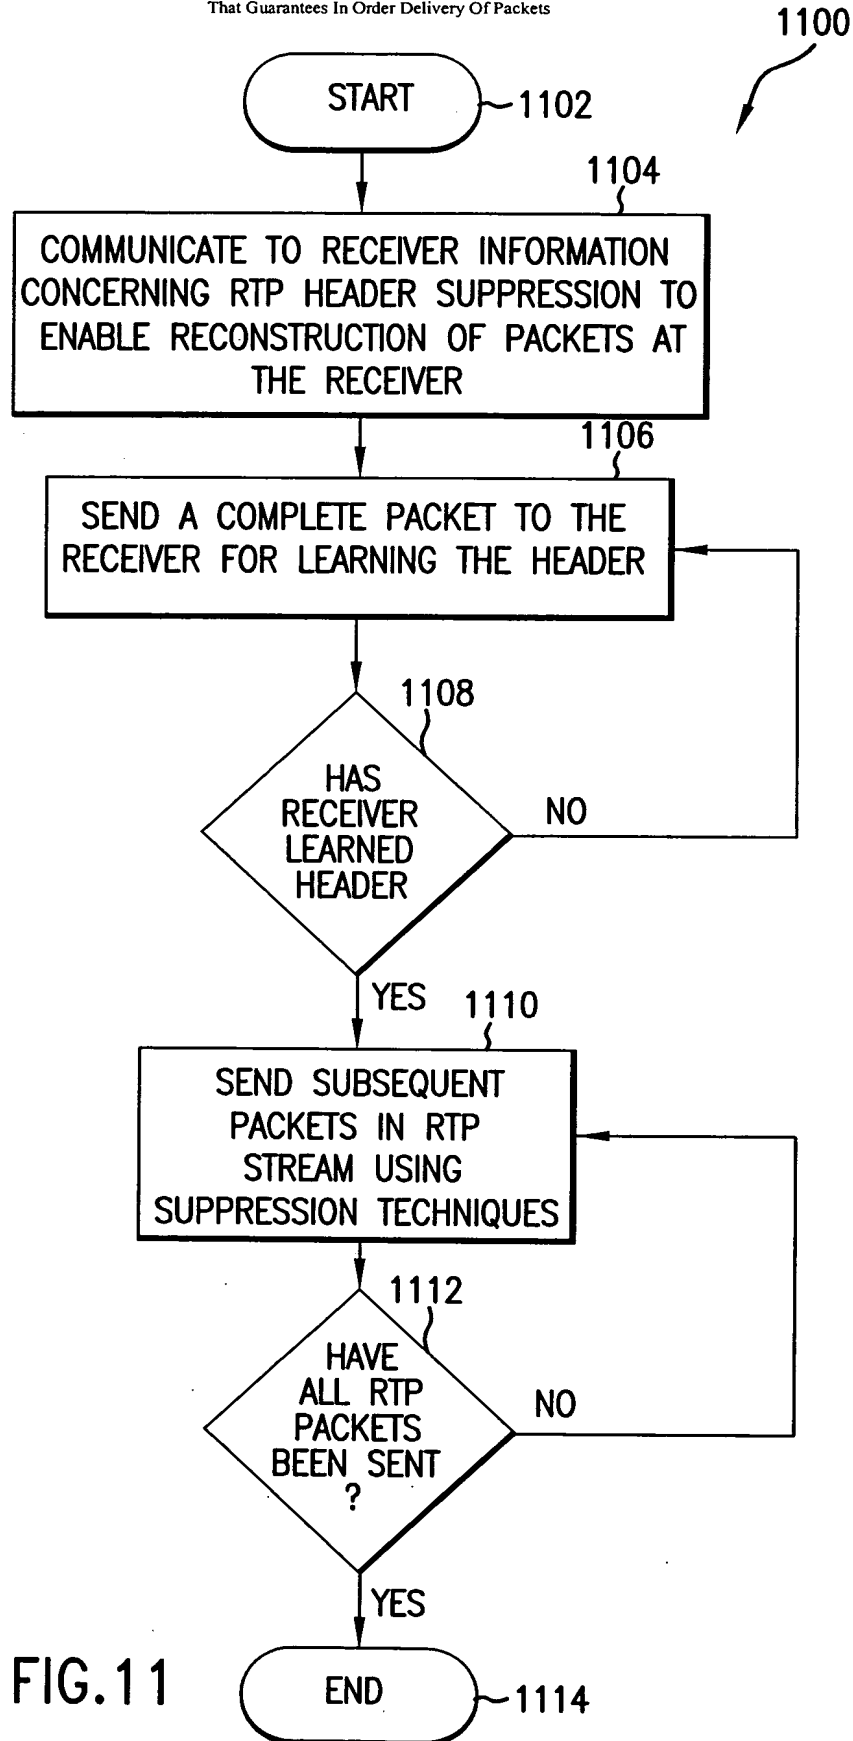 That Guarantees In Order Delivery Of Packets
1100
START
1102
1104
COMMUNICATE TO RECEIVER INFORMATION
CONCERNING RTP HEADER SUPPRESSION TO
ENABLE RECONSTRUCTION OF PACKETS AT
THE RECEIVER
1106
SEND A COMPLETE PACKET TO THE
RECEIVER FOR LEARNING THE HEADER
1108
HAS
RECEIVER
LEARNED
HEADER
NO
YES
1110
SEND SUBSEQUENT
PACKETS IN RTP
STREAM USING
SUPPRESSION TECHNIQUES
1112
HAVE
ALL RTP
PACKETS
BEEN SENT
?
NO
YES
FIG.11
END
1114